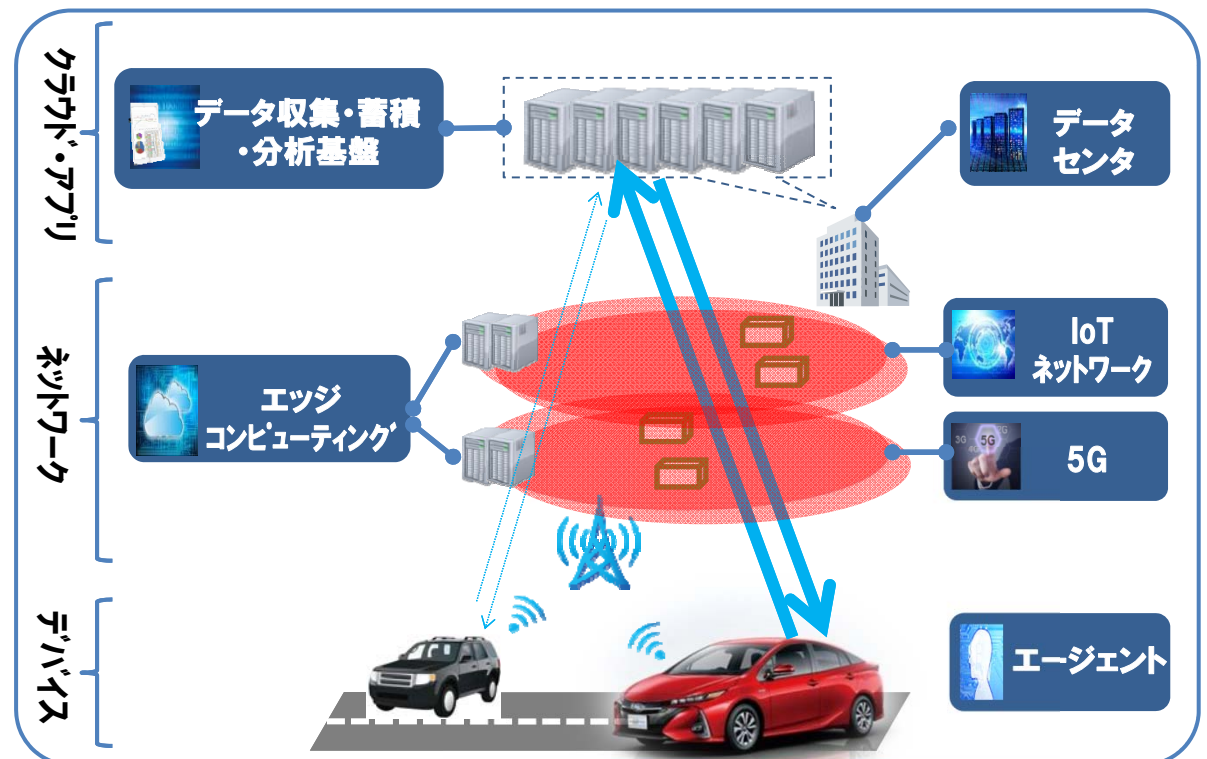 クラウド・アプリ
データ収集・蓄積
・分析基盤
データ
センタ
ネットワーク
エッジ
コンピューティング
IoT
ネットワーク
3G
5G
5G
デバイス
エージェント